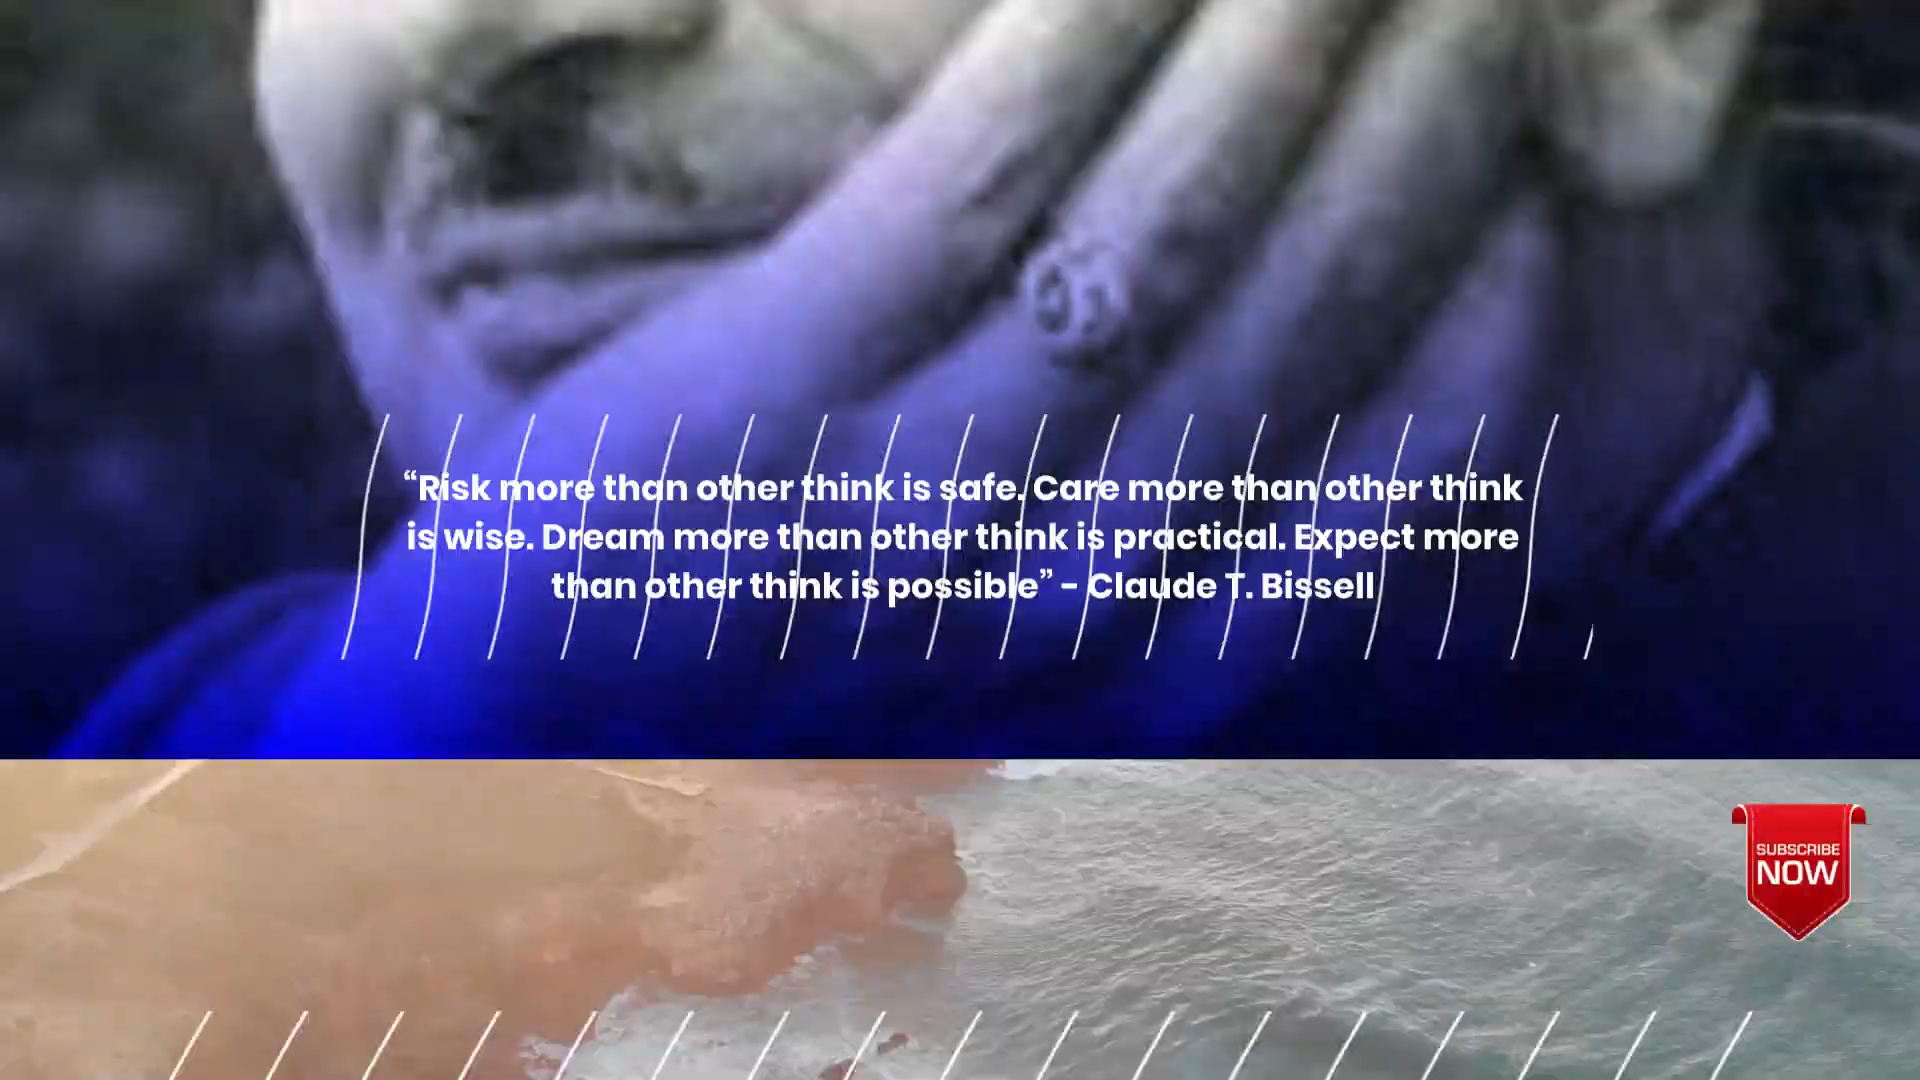 “Risk more than other think is safe. Care more than other think
is wise. Dream more than other think is practical. Expect more
than other think is possible” - Claude T. Bissell
SUBSCRIBE
NOW